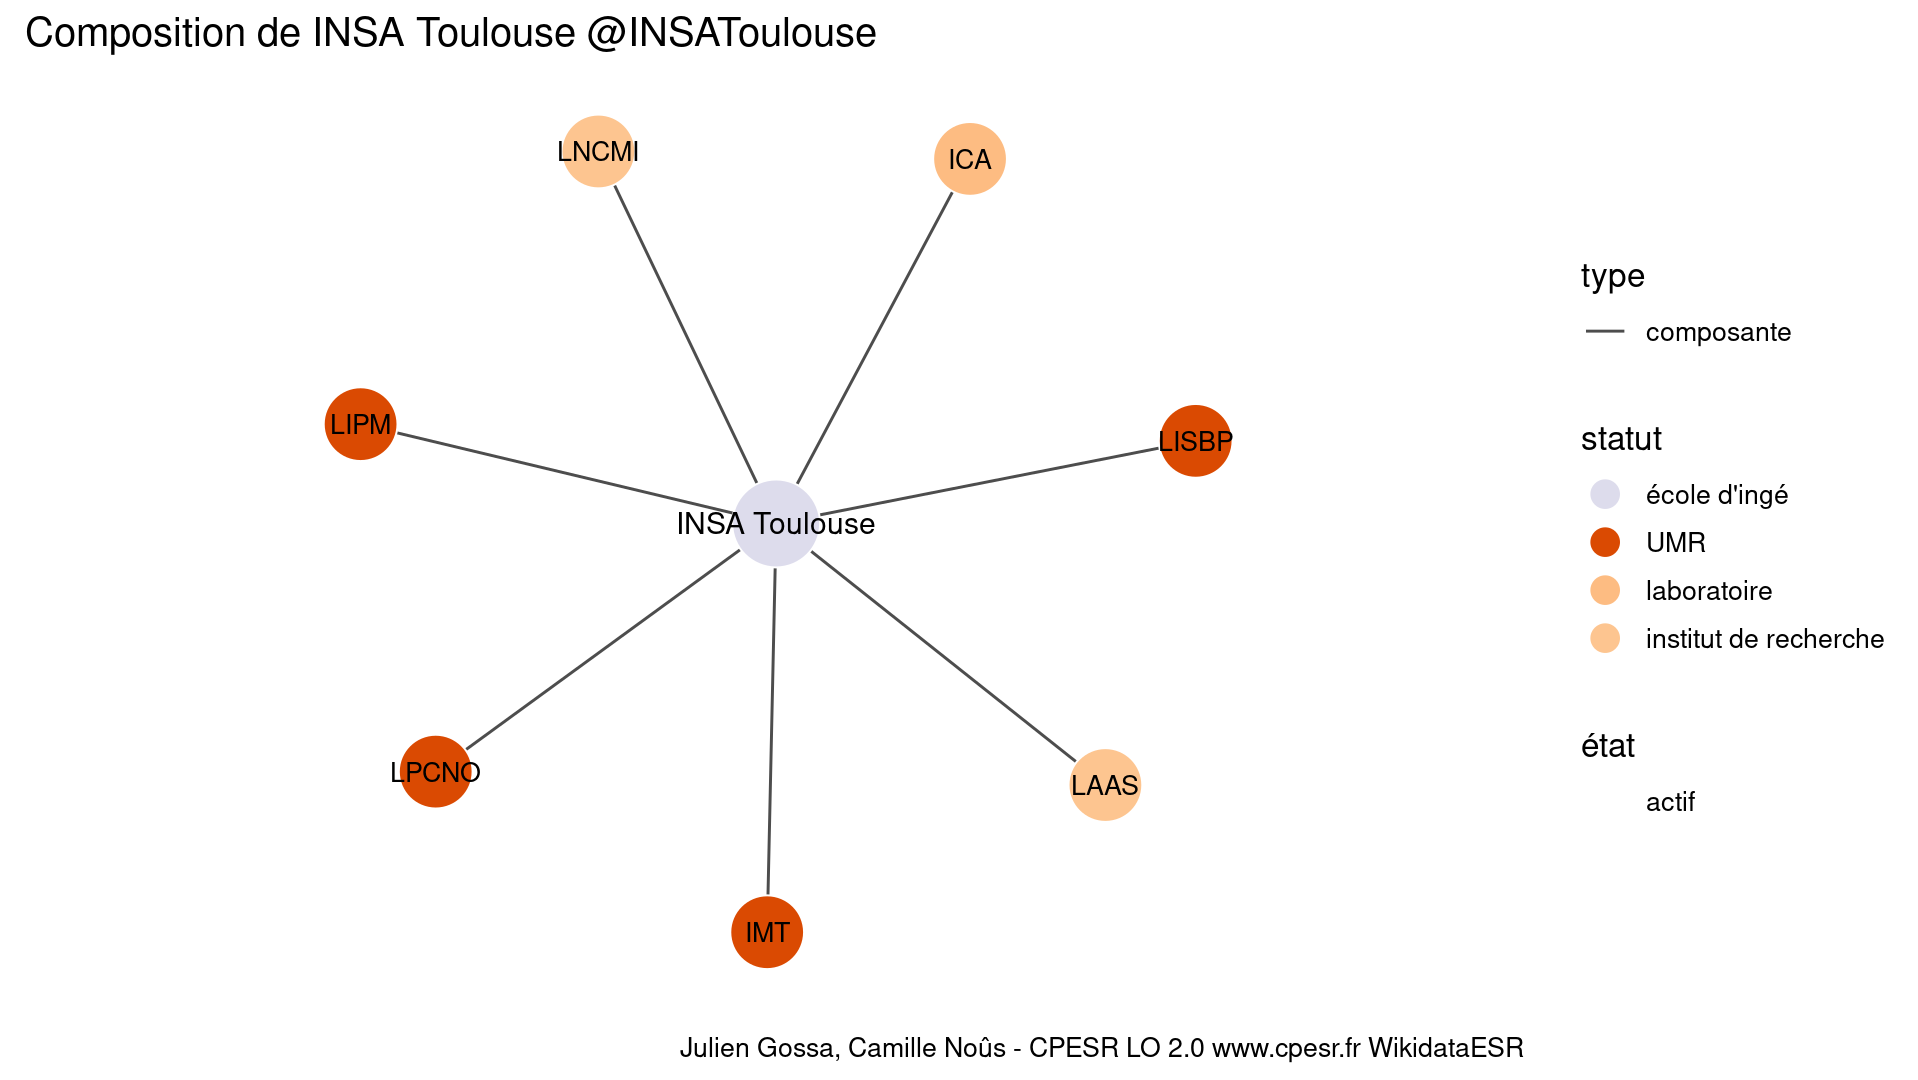 Composition de INSA Toulouse @INSAToulouse
LNCMI
ICA
LIPM
LISBP
INSA Toulouse
LPCNO
LAAS
IMT
type
composante
statut
école d'ingé
UMR
laboratoire
institut de recherche
état
actif
Julien Gossa, Camille Noûs - CPESR LO 2.0 www.cpesr.fr WikidataESR